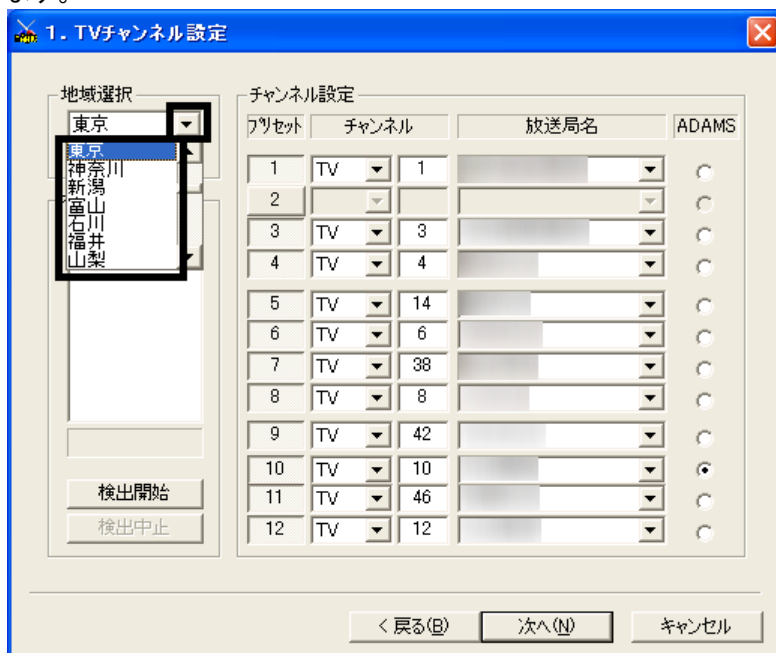 ます。
1. TVチャンネル設定
地域選択
東京
東京
神奈川
新潟
富山
石川
福井
山梨
検出開始
検出中止
チャンネル設定
プリセット チャンネル 放送局名 ADAMS
1 TV 1
2
3 TV 3
4 TV 4
5 TV 14
6 TV 6
7 TV 38
8 TV 8
9 TV 42
10 TV 10
11 TV 46
12 TV 12
< 戻る(B) 次へ(N) キャンセル